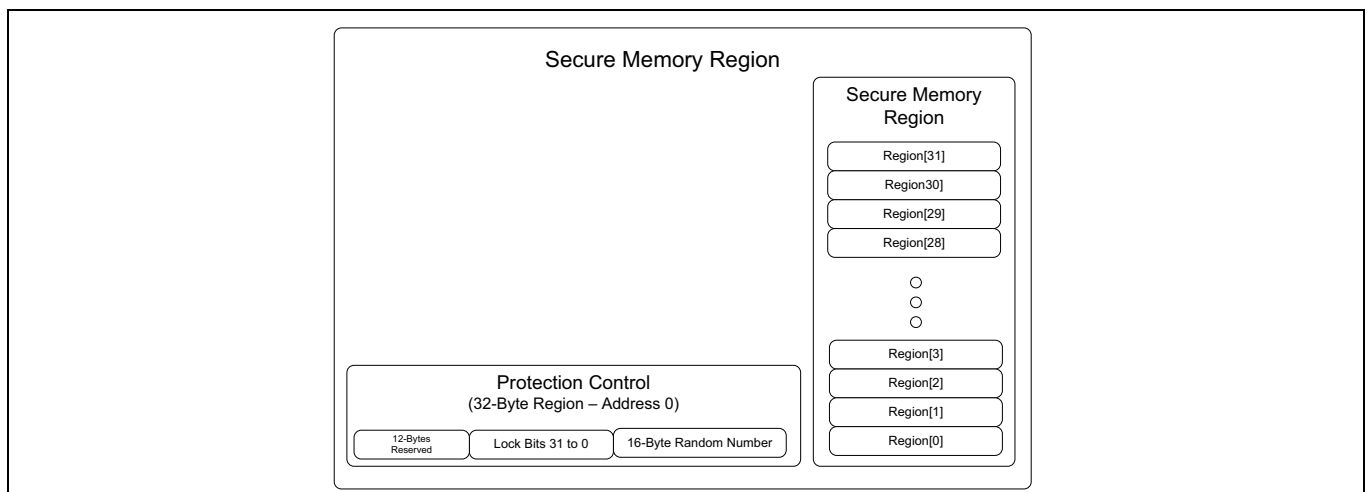 Secure Memory Region
Secure Memory
Region
Region[31]
Region30]
Region[29]
Region[28]
Region[3]
Region[2]
Region[1]
Region[0]
Protection Control
(32-Byte Region – Address 0)
12-Bytes
Reserved
Lock Bits 31 to 0
16-Byte Random Number